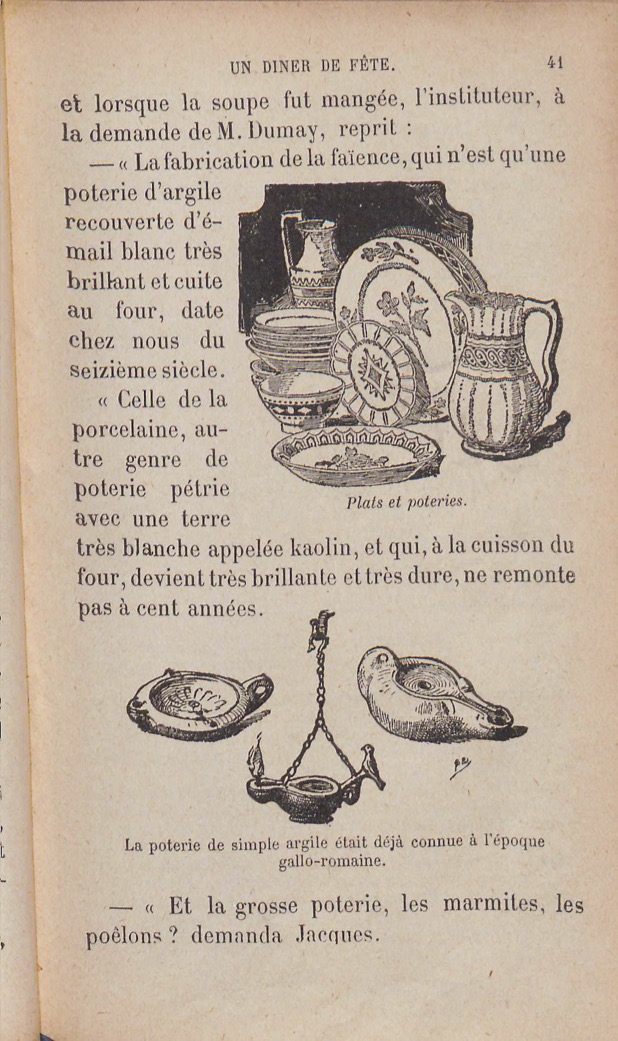 UN DINER DE FÊTE. 41
et lorsque la soupe fut mangée, l'instituteur, à
la demande de M. Dumay, reprit :
— « La fabrication de la faïence, qui n'est qu'une
poterie d'argile
recouverte d'é-
mail blanc très
brillant et cuite
au four, date
chez nous du
seizième siècle.
« Celle de la
porcelaine, au-
tre genre de
poterie pétrie
avec une terre
Plats et poteries.
très blanche appelée kaolin, et qui, à la cuisson du
four, devient très brillante et très dure, ne remonte
pas à cent années.
La poterie de simple argile était déjà connue à l'époque
gallo-romaine.
— « Et la grosse poterie, les marmites, les
poêlons ? demanda Jacques.